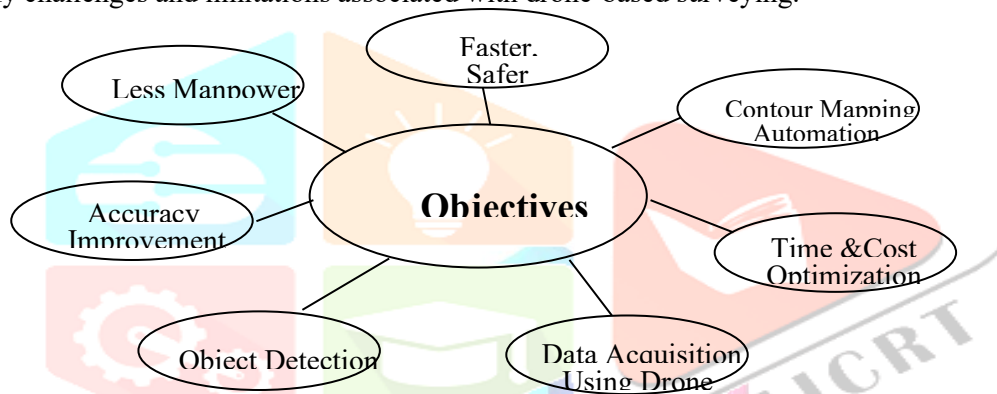 challenges and limitations associated with drone-based surveying.
Faster,
Safer
Less Manpower
Contour Mapping
Automation
Objectives
Accuracy
Improvement
Time &Cost
Optimization
Object Detection
Data Acquisition
Using Drone
IJCRT